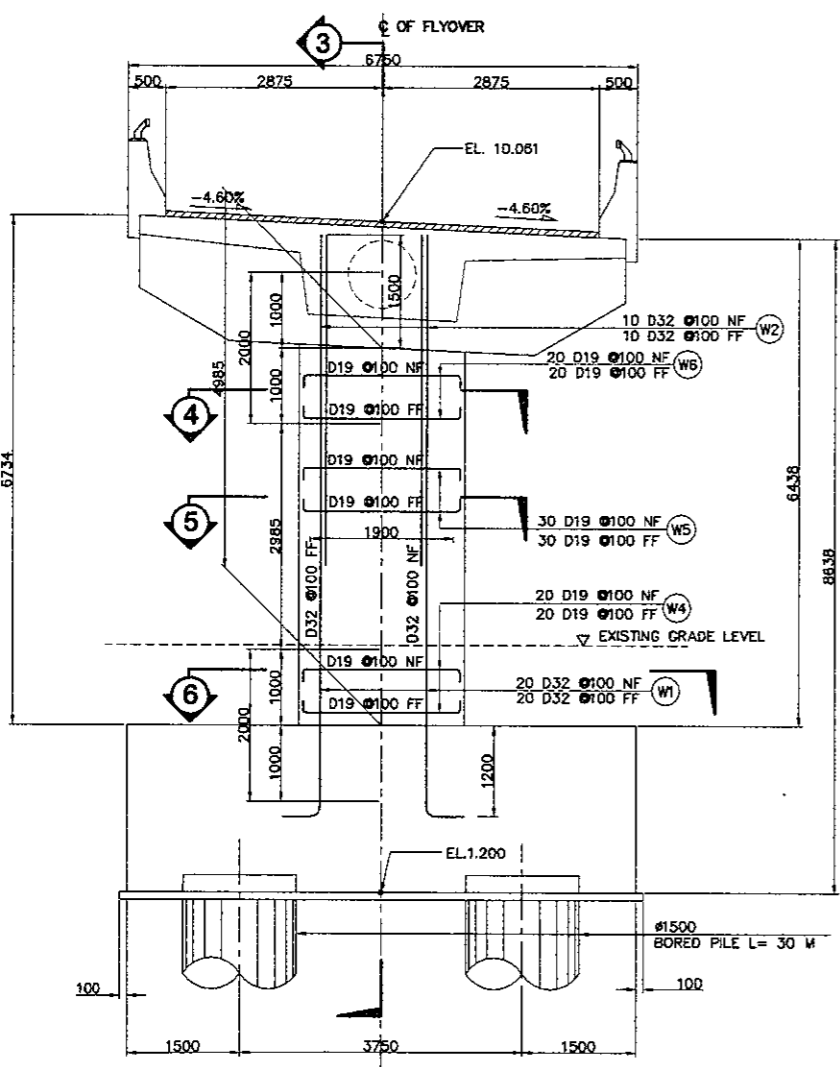 ℄ OF FLYOVER
3
6750
500 2875 2875 500
EL. 10.061
-4.60% -4.60%
1500
1000
2000
10 D32 @100 NF
10 D32 @100 FF
W2
20 D19 @100 NF
20 D19 @100 FF
W6
D19 @100 NF
D19 @100 FF
1000
4985
4
6734
6438
8638
D19 @100 NF
D19 @100 FF
5
2985
1900
30 D19 @100 NF
30 D19 @100 FF
W5
D32 @100 FF
D32 @100 NF
20 D19 @100 NF
20 D19 @100 FF
W4
EXISTING GRADE LEVEL
D19 @100 NF
D19 @100 FF
6
1000
2000
1000
20 D32 @100 NF
20 D32 @100 FF
W1
1200
EL.1.200
ø1500
BORED PILE L= 30 M
100 100
1500 3750 1500